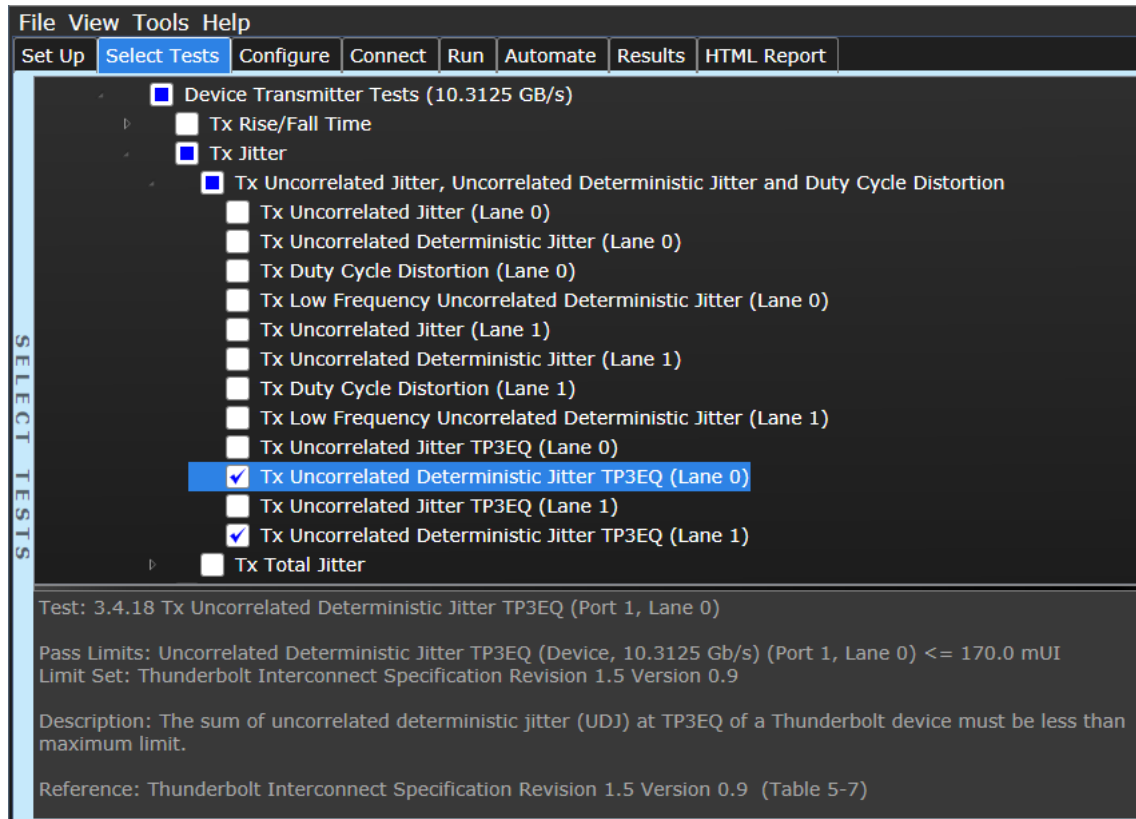 File View Tools Help
Set Up Select Tests Configure Connect Run Automate Results HTML Report
Device Transmitter Tests (10.3125 GB/s)
Tx Rise/Fall Time
Tx Jitter
Tx Uncorrelated Jitter, Uncorrelated Deterministic Jitter and Duty Cycle Distortion
Tx Uncorrelated Jitter (Lane 0)
Tx Uncorrelated Deterministic Jitter (Lane 0)
Tx Duty Cycle Distortion (Lane 0)
Tx Low Frequency Uncorrelated Deterministic Jitter (Lane 0)
Tx Uncorrelated Jitter (Lane 1)
Tx Uncorrelated Deterministic Jitter (Lane 1)
Tx Duty Cycle Distortion (Lane 1)
Tx Low Frequency Uncorrelated Deterministic Jitter (Lane 1)
Tx Uncorrelated Jitter TP3EQ (Lane 0)
Tx Uncorrelated Deterministic Jitter TP3EQ (Lane 0)
Tx Uncorrelated Jitter TP3EQ (Lane 1)
Tx Uncorrelated Deterministic Jitter TP3EQ (Lane 1)
Tx Total Jitter
SELECT TESTS
Test: 3.4.18 Tx Uncorrelated Deterministic Jitter TP3EQ (Port 1, Lane 0)
Pass Limits: Uncorrelated Deterministic Jitter TP3EQ (Device, 10.3125 Gb/s) (Port 1, Lane 0) <= 170.0 mUI
Limit Set: Thunderbolt Interconnect Specification Revision 1.5 Version 0.9
Description: The sum of uncorrelated deterministic jitter (UDJ) at TP3EQ of a Thunderbolt device must be less than
maximum limit.
Reference: Thunderbolt Interconnect Specification Revision 1.5 Version 0.9 (Table 5-7)